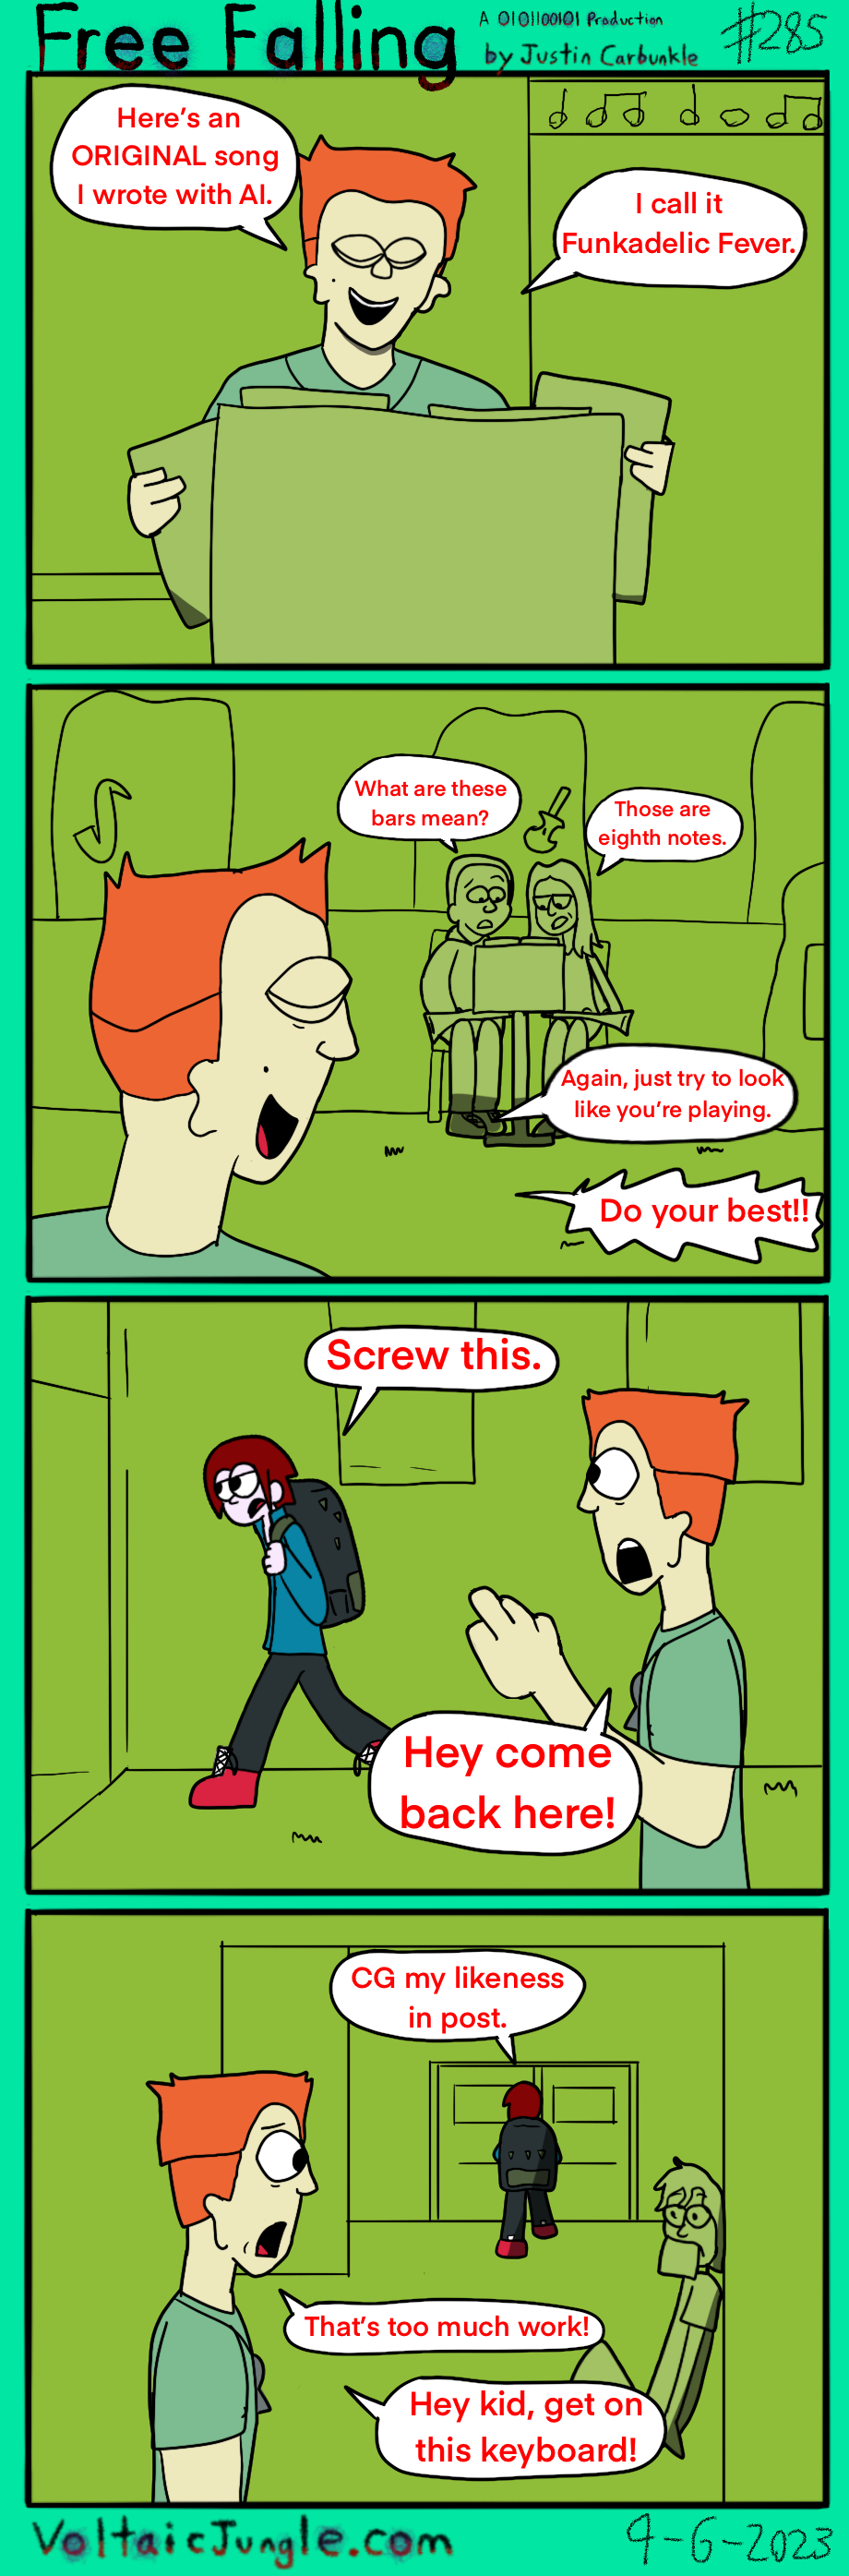 Free Falling
A 0101100101 Production
by Justin Carbunkle
#285
Here's an
ORIGINAL song
I wrote with AI.
I call it
Funkadelic Fever.
What are these
bars mean?
Those are
eighth notes.
Again, just try to look
like you're playing.
Do your best!!
Screw this.
Hey come
back here!
CG my likeness
in post.
That's too much work!
Hey kid, get on
this keyboard!
VoltaicJungle.com
9-6-2023